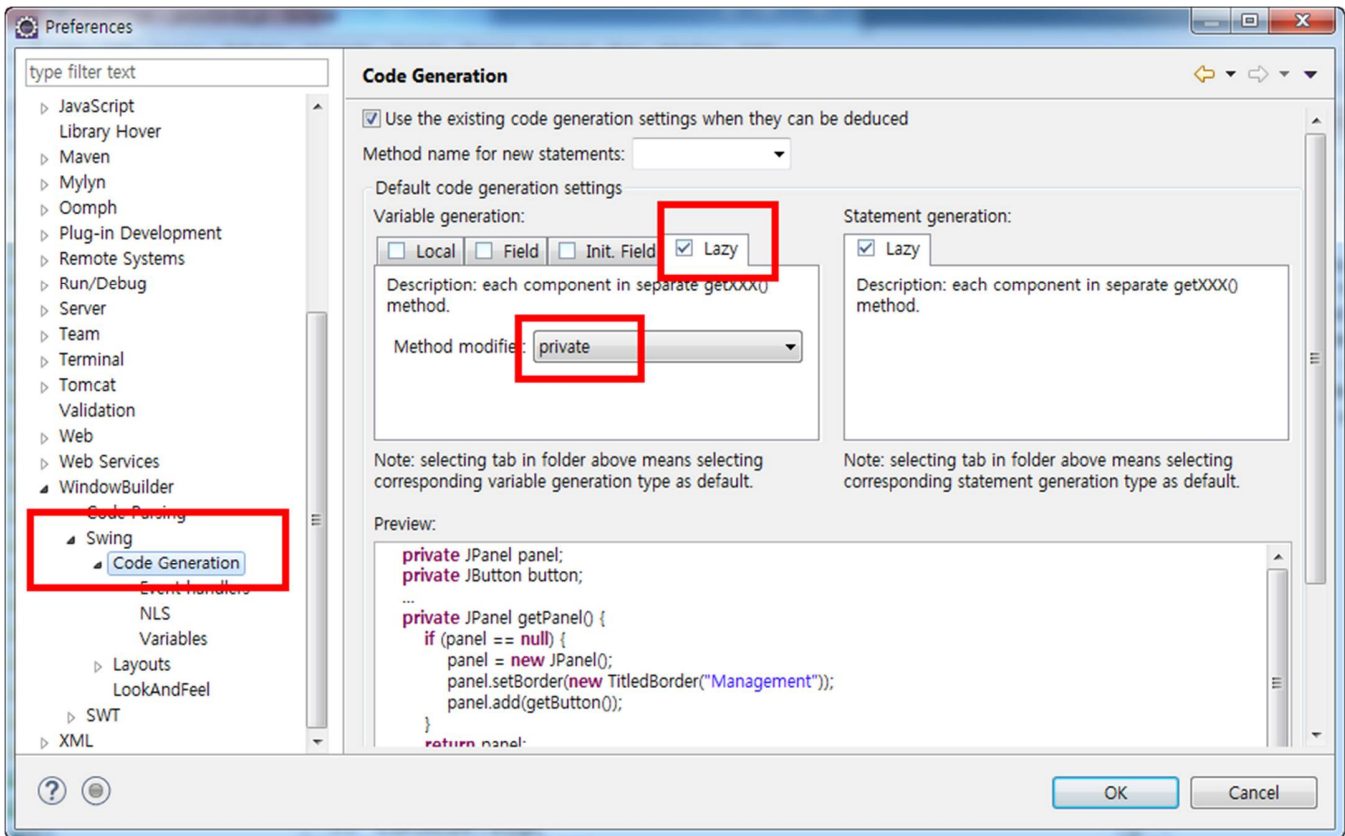 Preferences
type filter text
JavaScript
Library Hover
Maven
Mylyn
Oomph
Plug-in Development
Remote Systems
Run/Debug
Server
Team
Terminal
Tomcat
Validation
Web
Web Services
WindowBuilder
Code Parsing
Swing
Code Generation
Event handlers
NLS
Variables
Layouts
LookAndFeel
SWT
XML
Code Generation
Use the existing code generation settings when they can be deduced
Method name for new statements:
Default code generation settings
Variable generation:
Local Field Init. Field Lazy
Description: each component in separate getXXX()
method.
Method modifier: private
Note: selecting tab in folder above means selecting
corresponding variable generation type as default.
Statement generation:
Lazy
Description: each component in separate getXXX()
method.
Note: selecting tab in folder above means selecting
corresponding statement generation type as default.
Preview:
private JPanel panel;
private JButton button;
...
private JPanel getPanel() {
if (panel == null) {
panel = new JPanel();
panel.setBorder(new TitledBorder("Management"));
panel.add(getButton());
}
return panel;
OK Cancel